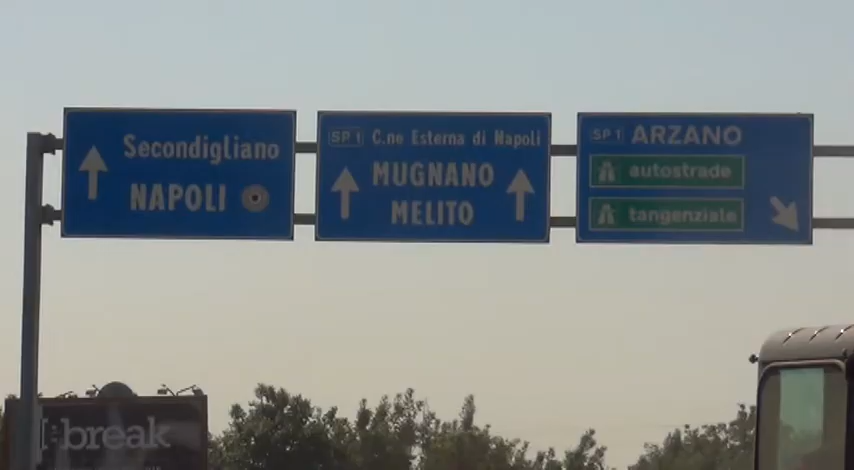 Secondigliano
NAPOLI
SP 1 C.ne Esterna di Napoli
MUGNANO
MELITO
SP 1 ARZANO
autostrade
tangenziale
break